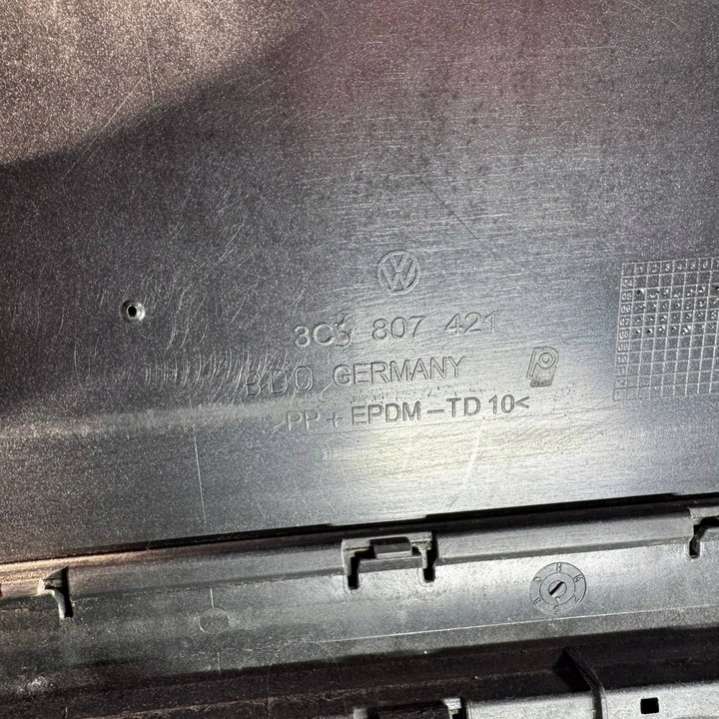 3C5 807 421
GERMANY
>PP + EPDM – TD 10<